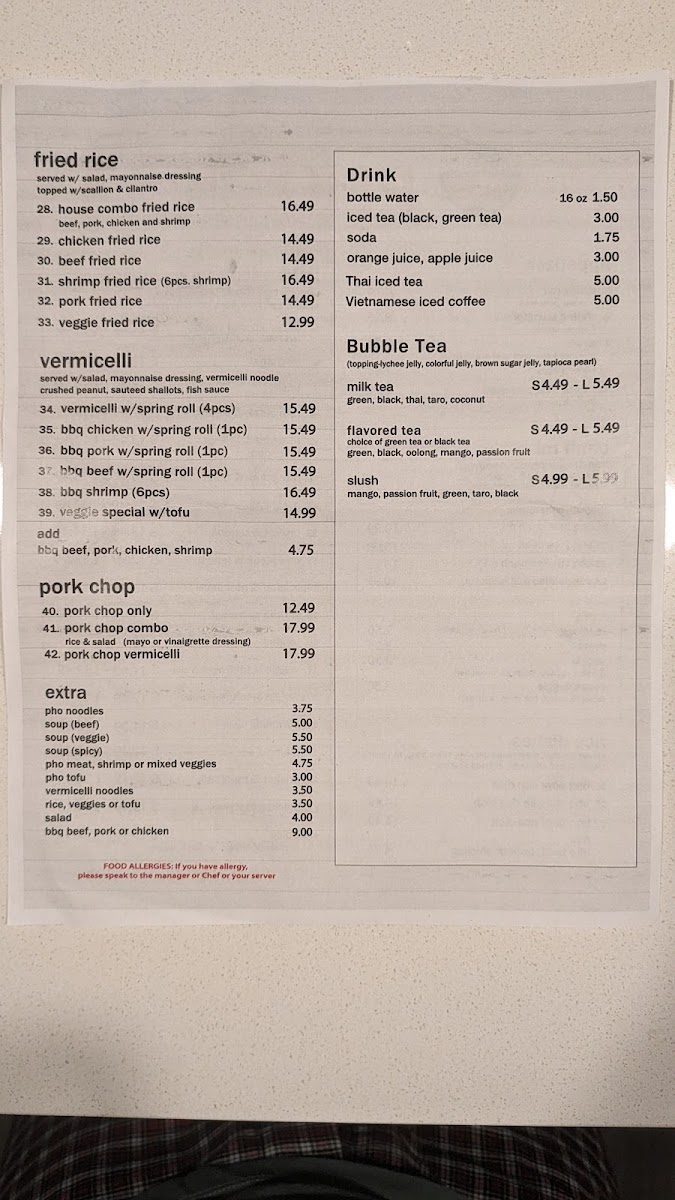 fried rice
served w/ salad, mayonnaise dressing
topped w/scallion & cilantro
28. house combo fried rice 16.49
beef, pork, chicken and shrimp
29. chicken fried rice 14.49
30. beef fried rice 14.49
31. shrimp fried rice (6pcs. shrimp) 16.49
32. pork fried rice 14.49
33. veggie fried rice 12.99
vermicelli
served w/salad, mayonnaise dressing, vermicelli noodle
crushed peanut, sauteed shallots, fish sauce
34. vermicelli w/spring roll (4pcs) 15.49
35. bbq chicken w/spring roll (1pc) 15.49
36. bbq pork w/spring roll (1pc) 15.49
37. bbq beef w/spring roll (1pc) 15.49
38. bbq shrimp (6pcs) 16.49
39. veggie special w/tofu 14.99
add
bbq beef, pork, chicken, shrimp 4.75
pork chop
40. pork chop only 12.49
41. pork chop combo 17.99
rice & salad (mayo or vinaigrette dressing)
42. pork chop vermicelli 17.99
extra
pho noodles 3.75
soup (beef) 5.00
soup (veggie) 5.50
soup (spicy) 5.50
pho meat, shrimp or mixed veggies 4.75
pho tofu 3.00
vermicelli noodles 3.50
rice, veggies or tofu 3.50
salad 4.00
bbq beef, pork or chicken 9.00
FOOD ALLERGIES: If you have allergy,
please speak to the manager or Chef or your server
Drink
bottle water 16 oz 1.50
iced tea (black, green tea) 3.00
soda 1.75
orange juice, apple juice 3.00
Thai iced tea 5.00
Vietnamese iced coffee 5.00
Bubble Tea
(topping-lychee jelly, colorful jelly, brown sugar jelly, tapioca pearl)
milk tea S 4.49 - L 5.49
green, black, thai, taro, coconut
flavored tea S 4.49 - L 5.49
choice of green tea or black tea
green, black, oolong, mango, passion fruit
slush S 4.99 - L 5.99
mango, passion fruit, green, taro, black